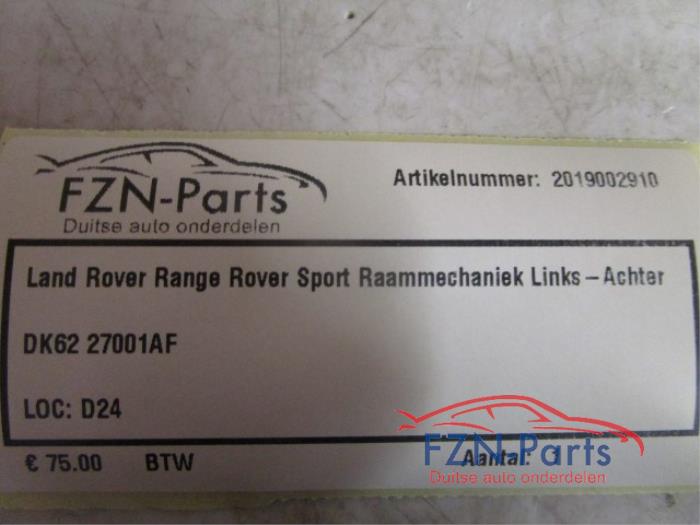 FZN-Parts
Duitse auto onderdelen
Artikelnummer: 2019002910
Land Rover Range Rover Sport Raammechaniek Links-Achter
DK62 27001AF
LOC: D24
€ 75.00 BTW Aantal: 1
FZN-Parts
Duitse auto onderdelen